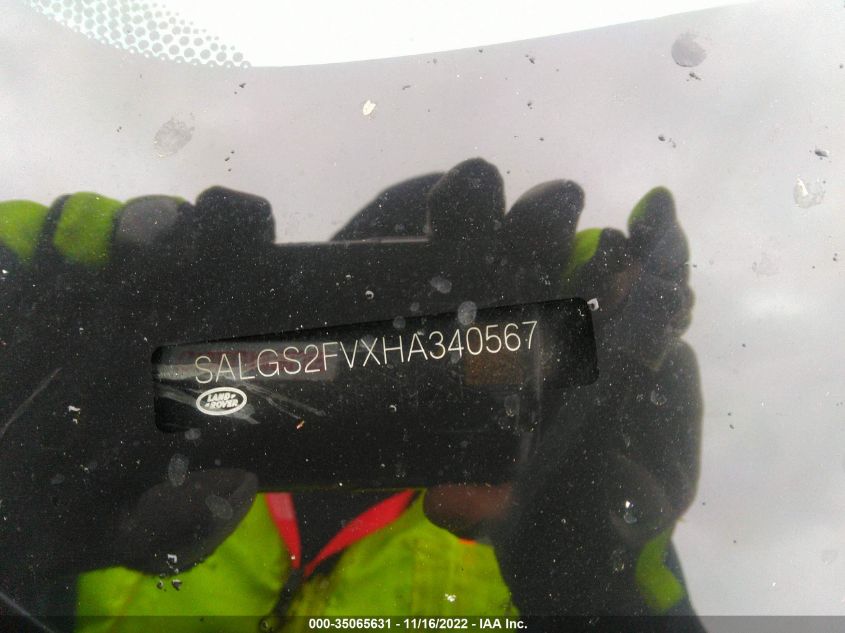 SALGS2FVXHA340567
LAND
ROVER
000-35065631 - 11/16/2022 - IAA Inc.